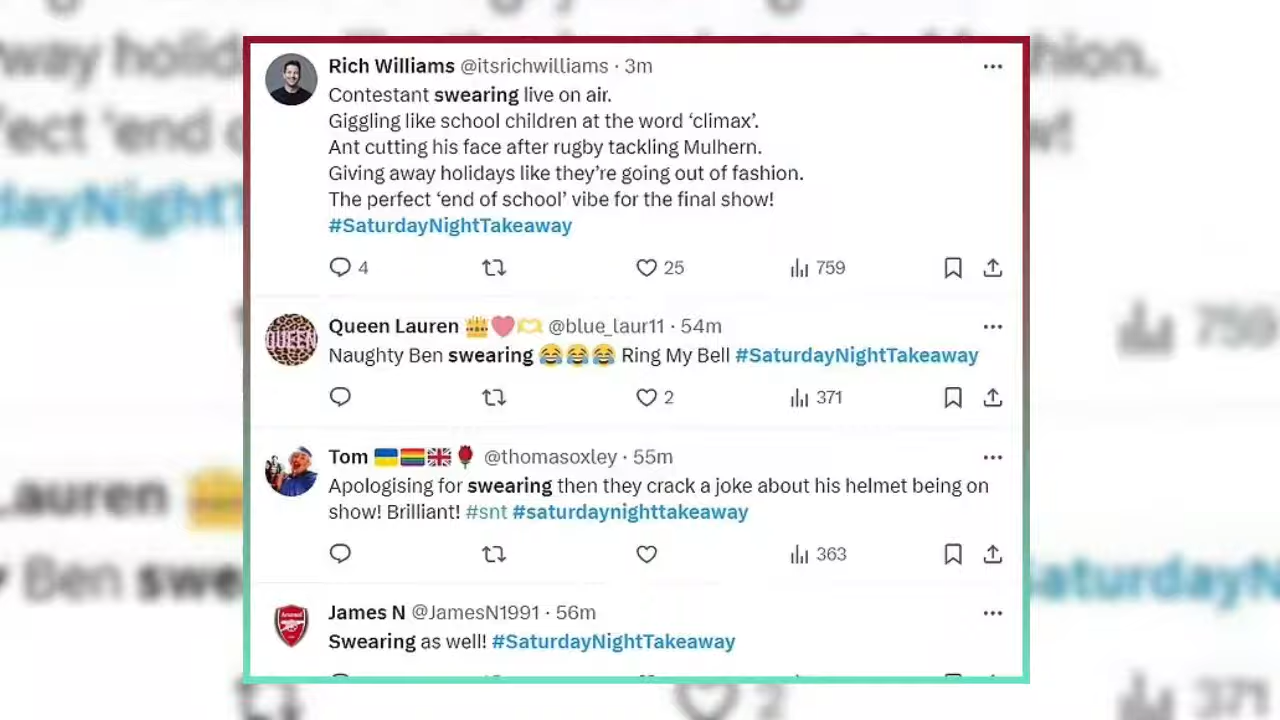 Rich Williams @itsrichwilliams · 3m
Contestant swearing live on air.
Giggling like school children at the word ‘climax’.
Ant cutting his face after rugby tackling Mulhern.
Giving away holidays like they’re going out of fashion.
The perfect ‘end of school’ vibe for the final show!
#SaturdayNightTakeaway
4 25 759
QUEEN
Queen Lauren 👑❤️🫶 @blue_laur11 · 54m
Naughty Ben swearing 😂😂😂 Ring My Bell #SaturdayNightTakeaway
2 371
Tom 🇺🇦🏳️‍🌈🇬🇧🌹 @thomasoxley · 55m
Apologising for swearing then they crack a joke about his helmet being on
show! Brilliant! #snt #saturdaynighttakeaway
363
Arsenal
James N @JamesN1991 · 56m
Swearing as well! #SaturdayNightTakeaway